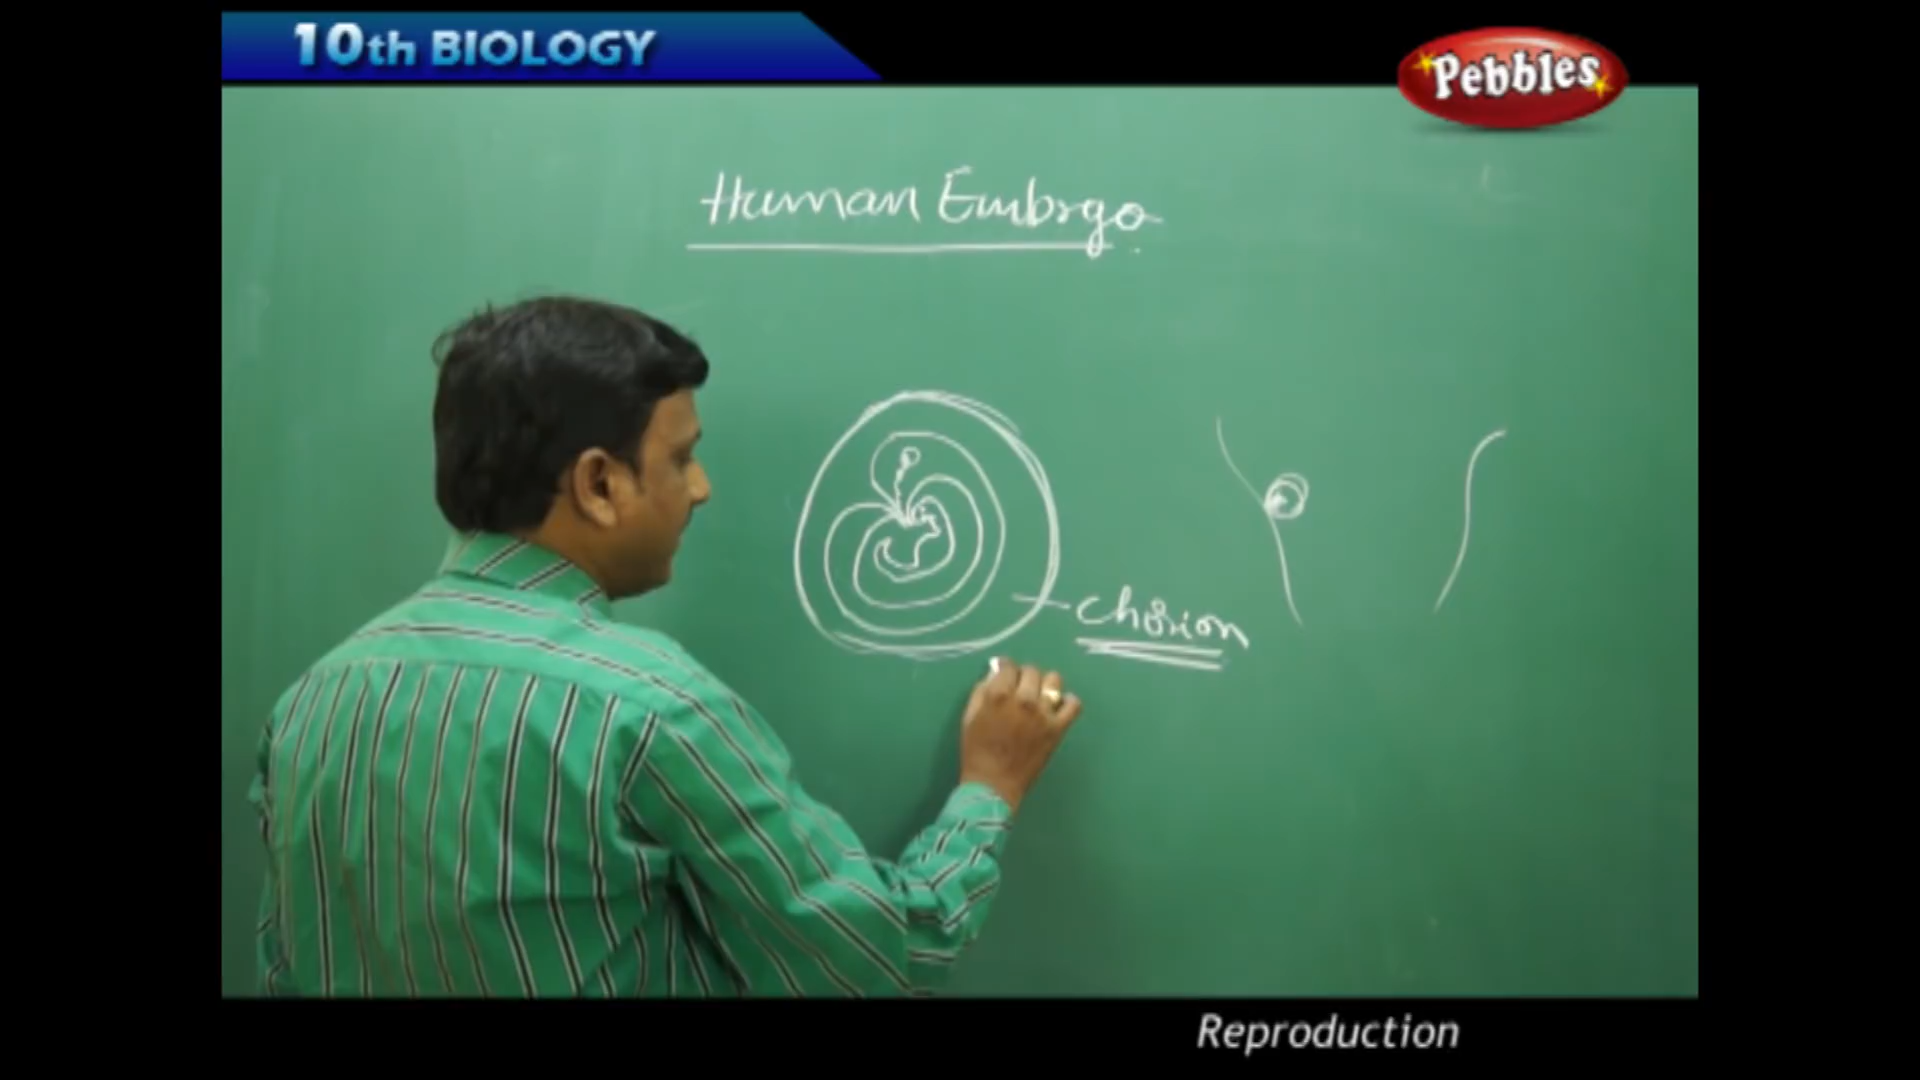 10th BIOLOGY
Pebbles
Human Embryo
Chorion
Reproduction